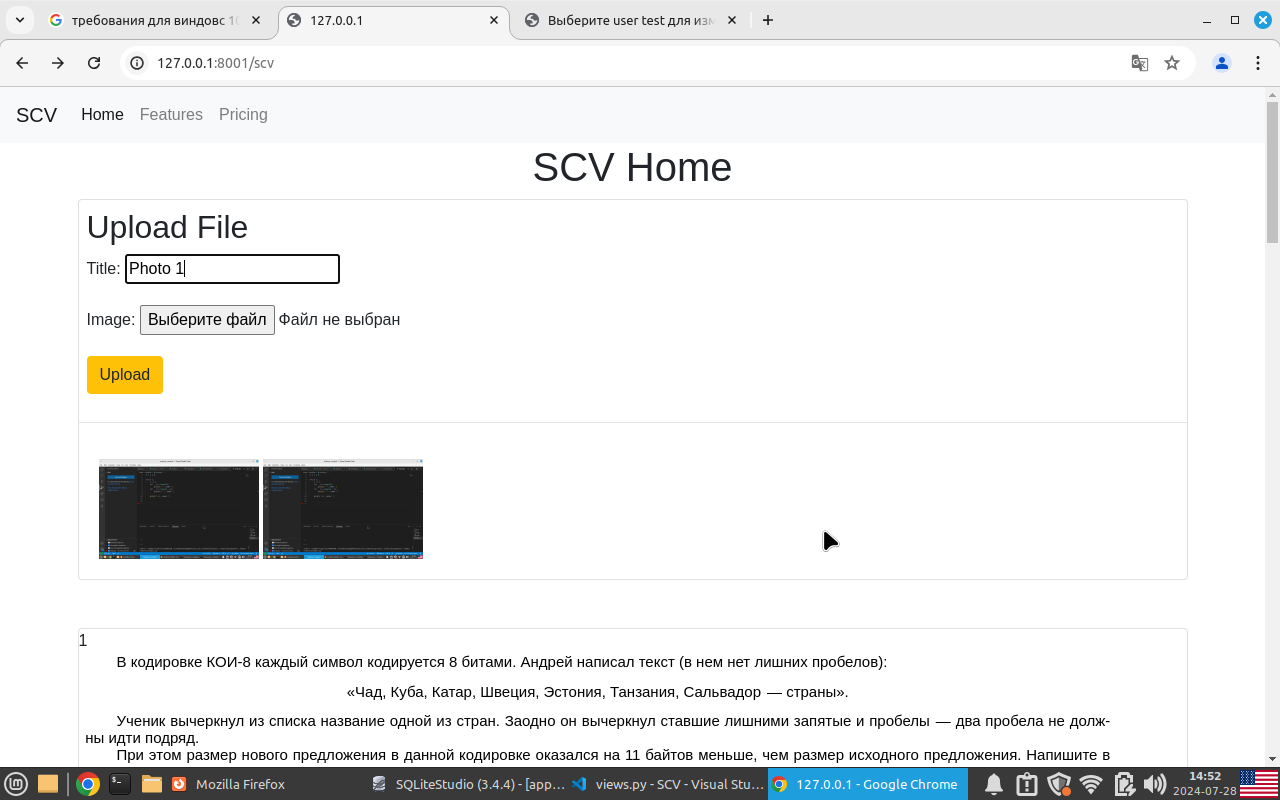 требования для виндовс 10
127.0.0.1
Выберите user test для изм
127.0.0.1:8001/scv
SCV Home Features Pricing
SCV Home
Upload File
Title: Photo 1
Image: Выберите файл Файл не выбран
Upload
1
В кодировке КОИ-8 каждый символ кодируется 8 битами. Андрей написал текст (в нем нет лишних пробелов):
«Чад, Куба, Катар, Швеция, Эстония, Танзания, Сальвадор — страны».
Ученик вычеркнул из списка название одной из стран. Заодно он вычеркнул ставшие лишними запятые и пробелы — два пробела не долж-
ны идти подряд.
При этом размер нового предложения в данной кодировке оказался на 11 байтов меньше, чем размер исходного предложения. Напишите в
Mozilla Firefox
SQLiteStudio (3.4.4) - [app...
views.py - SCV - Visual Stu...
127.0.0.1 - Google Chrome
14:52
2024-07-28